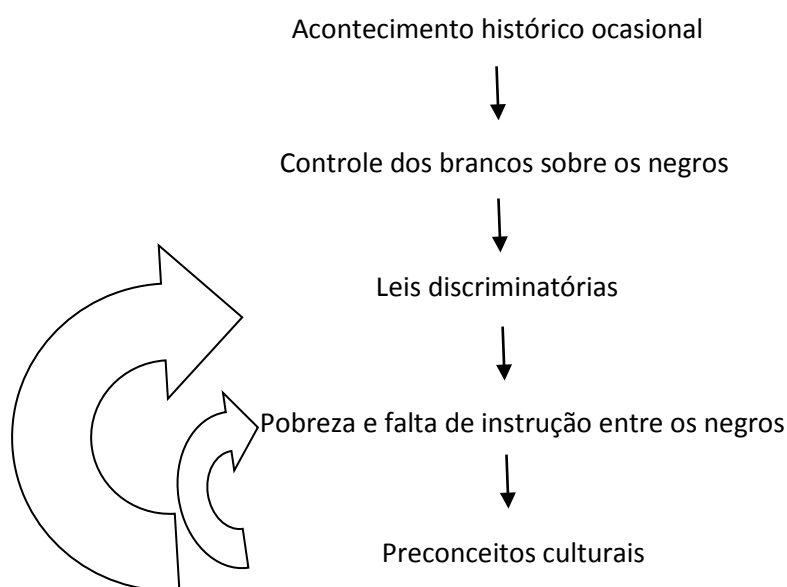 Acontecimento histórico ocasional
Controle dos brancos sobre os negros
Leis discriminatórias
Pobreza e falta de instrução entre os negros
Preconceitos culturais